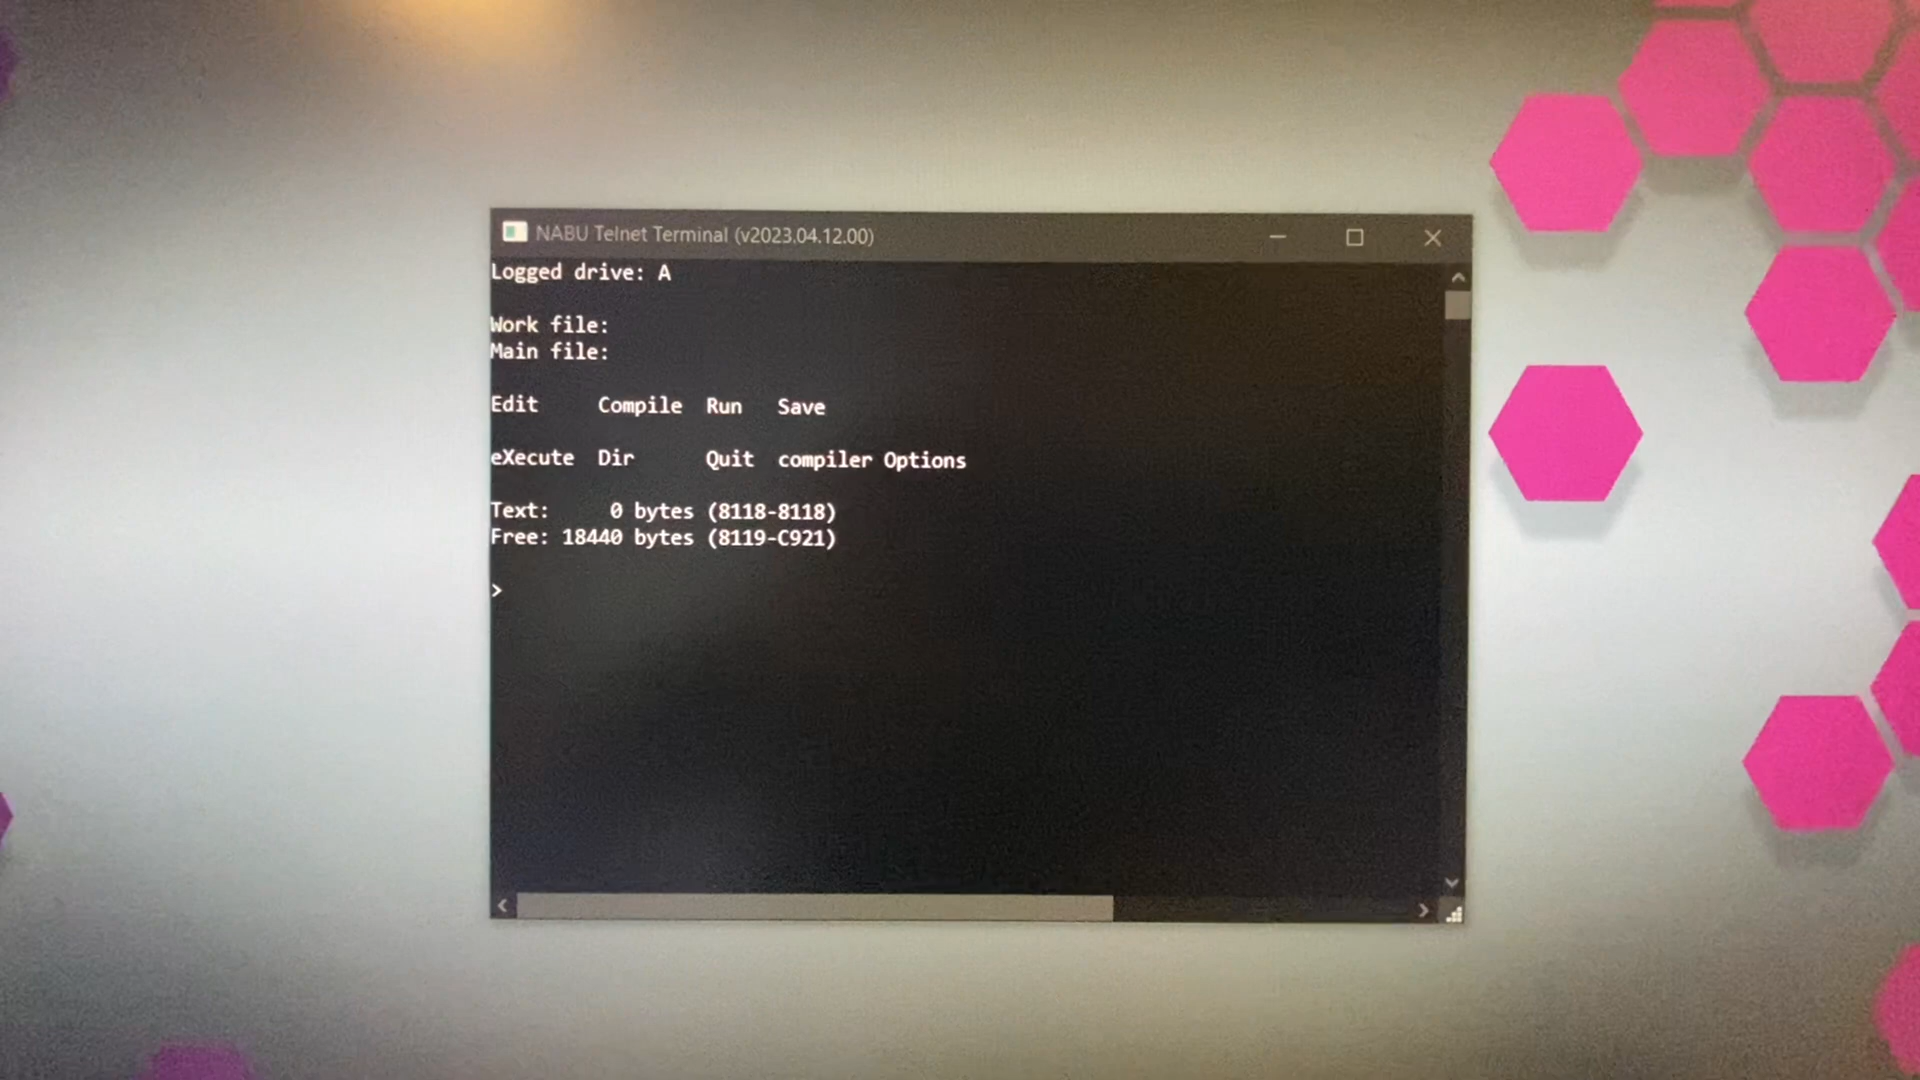 NABU Telnet Terminal (v2023.04.12.00)
Logged drive: A
Work file:
Main file:
Edit     Compile  Run   Save
eXecute  Dir      Quit  compiler Options
Text:     0 bytes (8118-8118)
Free: 18440 bytes (8119-C921)
>